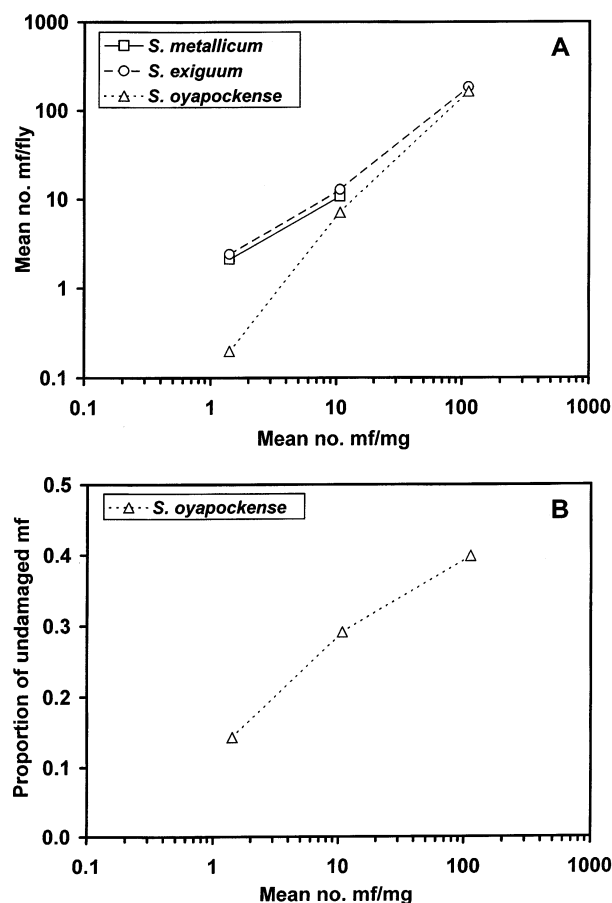 A
S. metallicum
S. exiguum
S. oyapockense
1000
100
10
1
0.1
Mean no. mf/fly
0.1 1 10 100 1000
Mean no. mf/mg
B
S. oyapockense
0.5
0.4
0.3
0.2
0.1
0.0
Proportion of undamaged mf
0.1 1 10 100 1000
Mean no. mf/mg